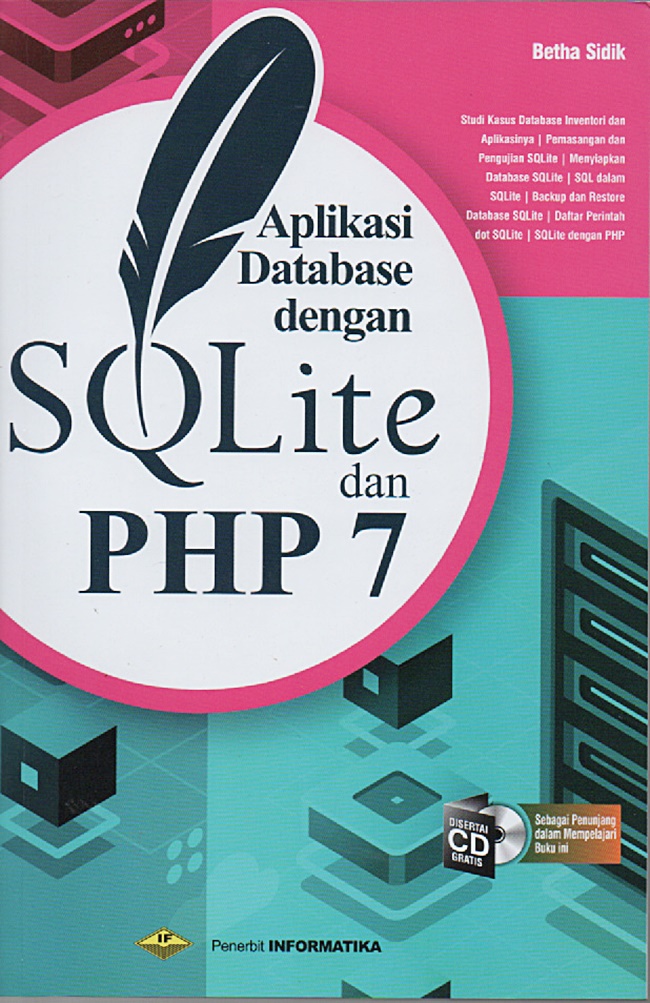 Betha Sidik
Studi Kasus Database Inventori dan
Aplikasinya | Pemasangan dan
Pengujian SQLite | Menyiapkan
Database SQLite | SQL dalam
SQLite | Backup dan Restore
Database SQLite | Daftar Perintah
dot SQLite | SQLite dengan PHP
Aplikasi
Database
dengan
SQLite
dan
PHP 7
DISERTAI
CD
GRATIS
Sebagai Penunjang
dalam Mempelajari
Buku ini
IF
Penerbit INFORMATIKA